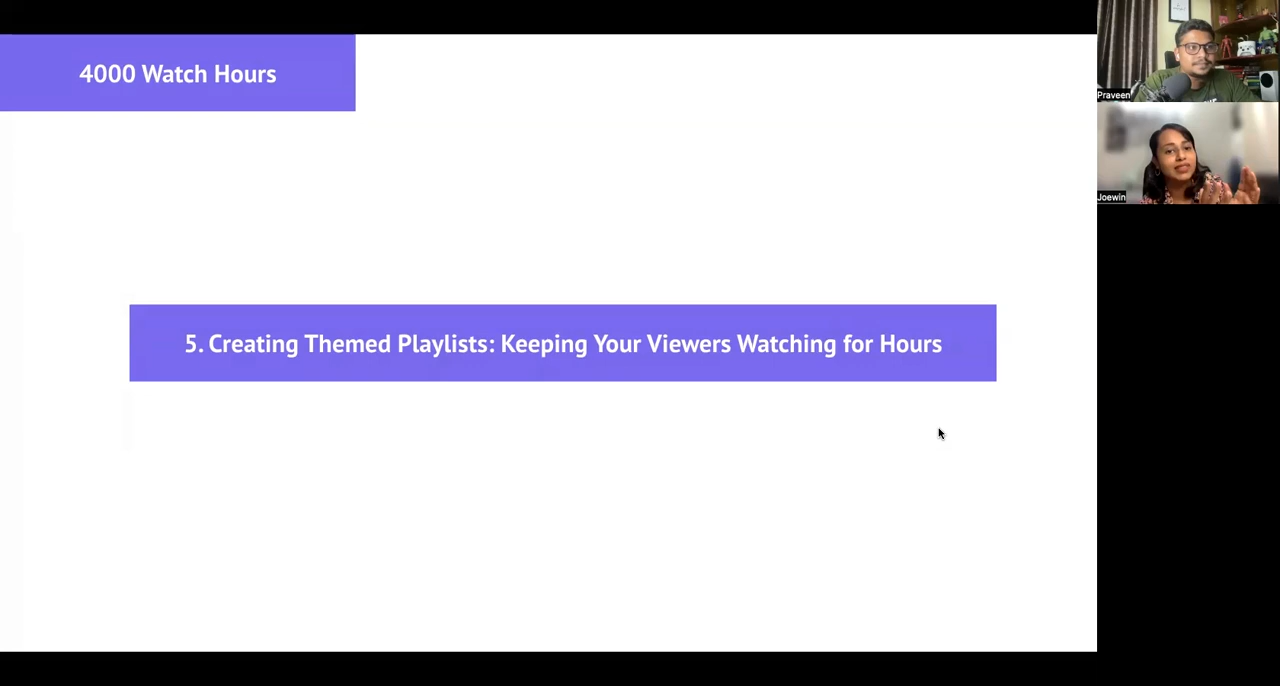 4000 Watch Hours
Praveen
Joewin
5. Creating Themed Playlists: Keeping Your Viewers Watching for Hours